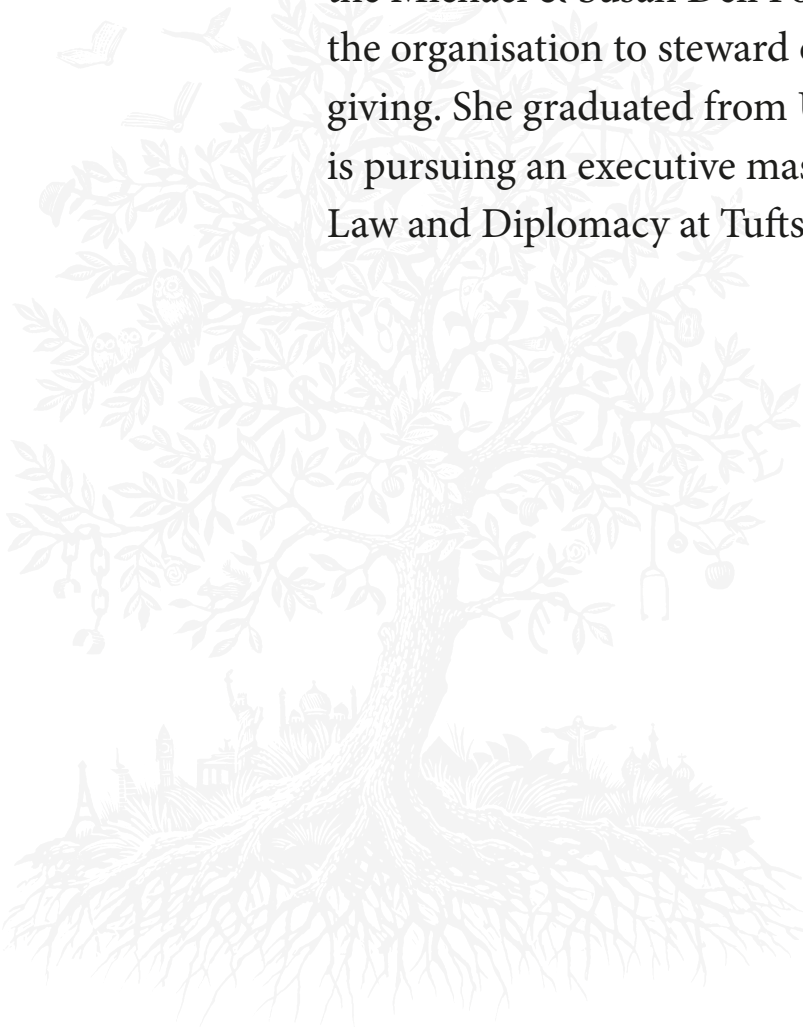 the organisation to steward
giving. She graduated from
is pursuing an executive
Law and Diplomacy at Tufts